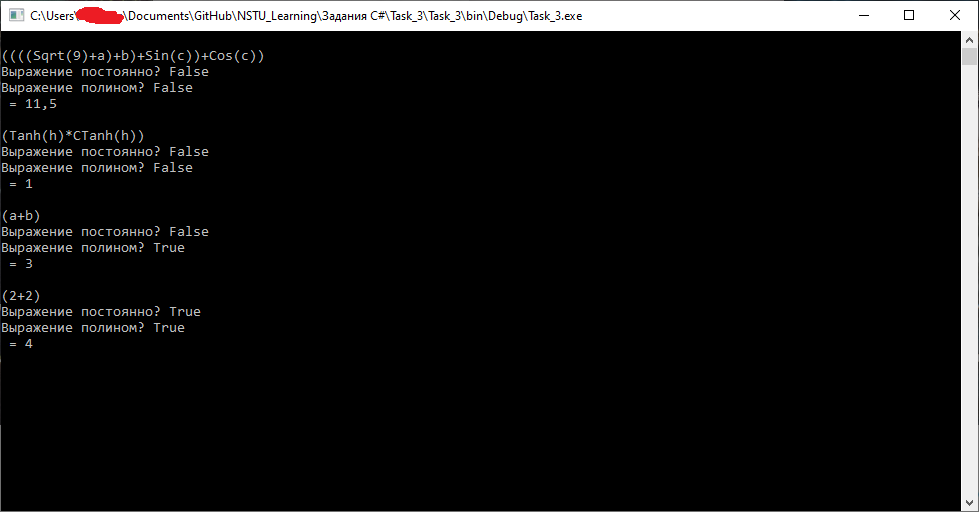 C:\Users\ \Documents\GitHub\NSTU_Learning\Задания C#\Task_3\Task_3\bin\Debug\Task_3.exe
((((Sqrt(9)+a)+b)+Sin(c))+Cos(c))
Выражение постоянно? False
Выражение полином? False
= 11,5
(Tanh(h)*CTanh(h))
Выражение постоянно? False
Выражение полином? False
= 1
(a+b)
Выражение постоянно? False
Выражение полином? True
= 3
(2+2)
Выражение постоянно? True
Выражение полином? True
= 4